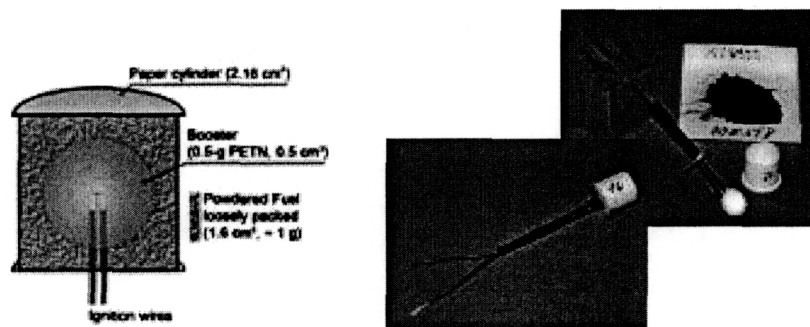 Paper cylinder (2.16 cm³)
Booster
(0.5-g PETN, 0.5 cm³)
Powdered Fuel
loosely packed
(1.6 cm³, ~ 1 g)
Ignition wires